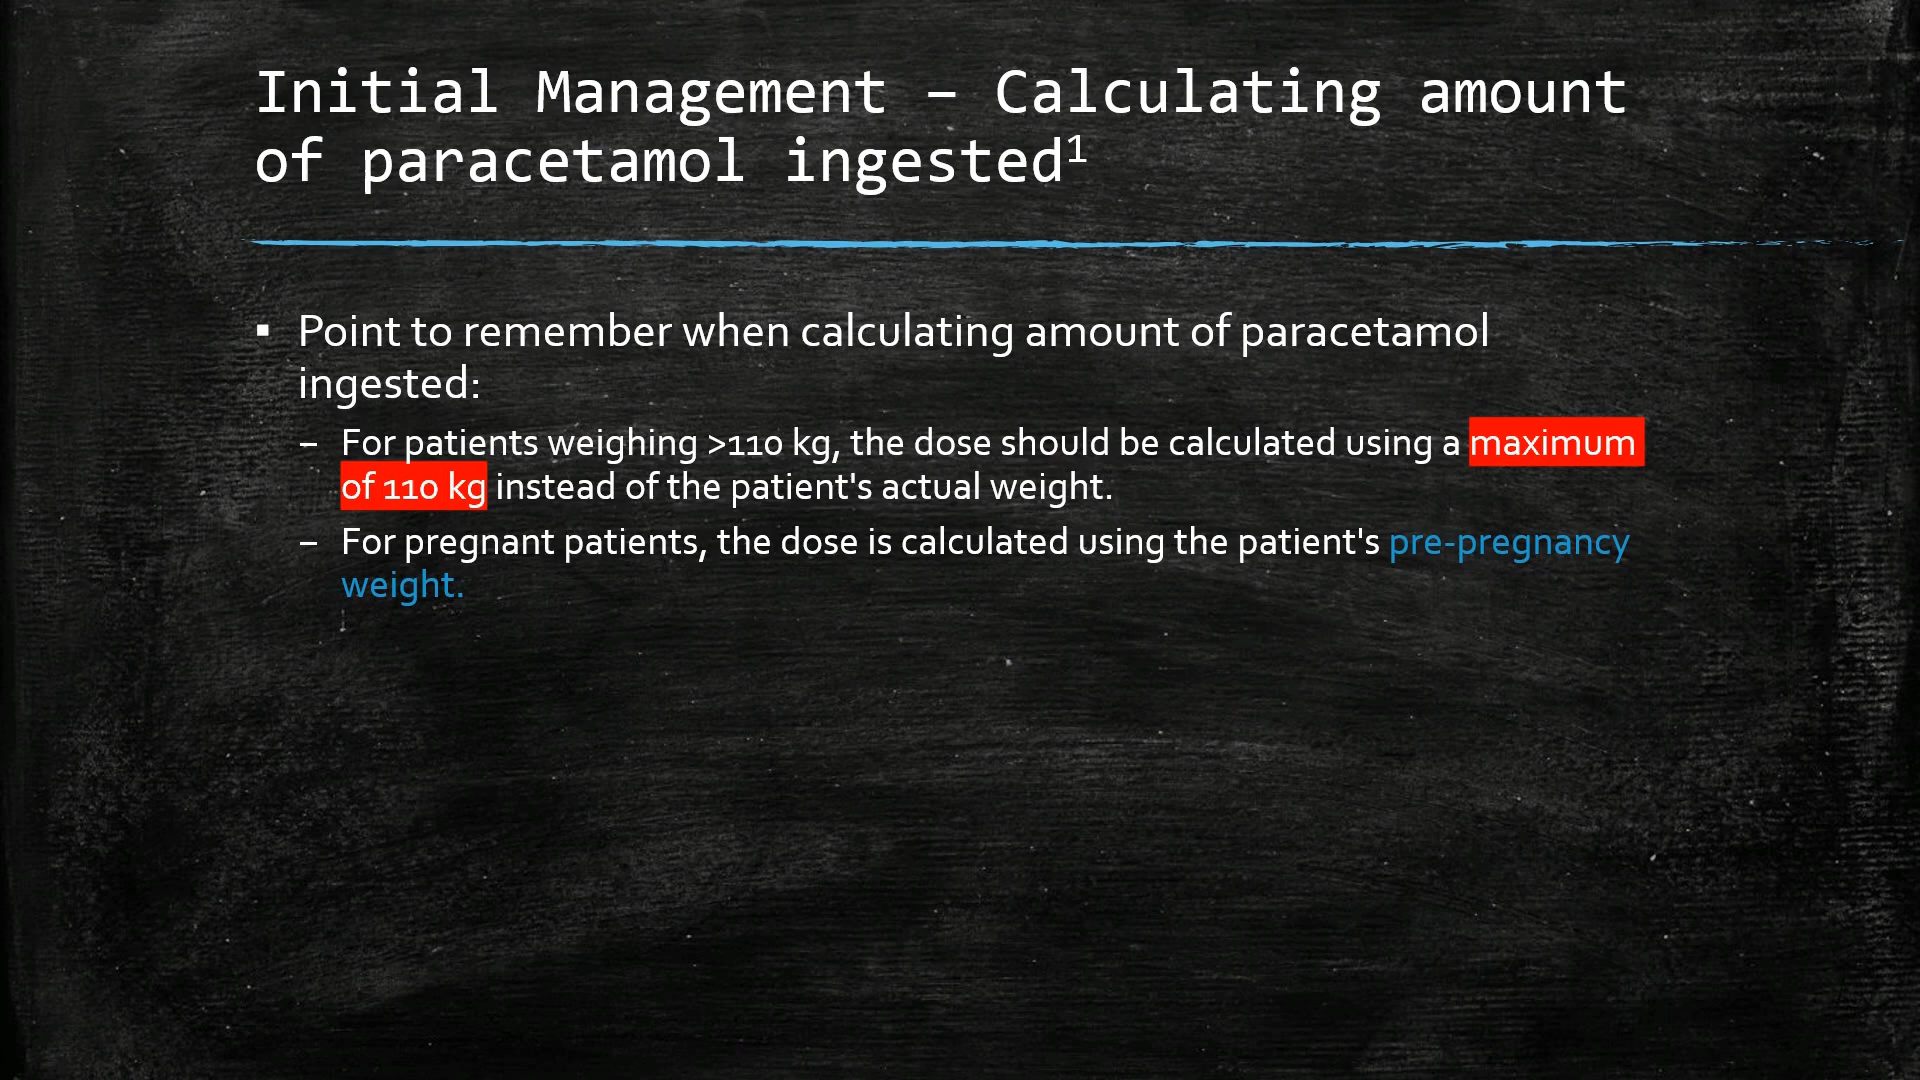 Initial Management – Calculating amount
of paracetamol ingested¹
▪ Point to remember when calculating amount of paracetamol
ingested:
– For patients weighing >110 kg, the dose should be calculated using a maximum
of 110 kg instead of the patient's actual weight.
– For pregnant patients, the dose is calculated using the patient's pre-pregnancy
weight.